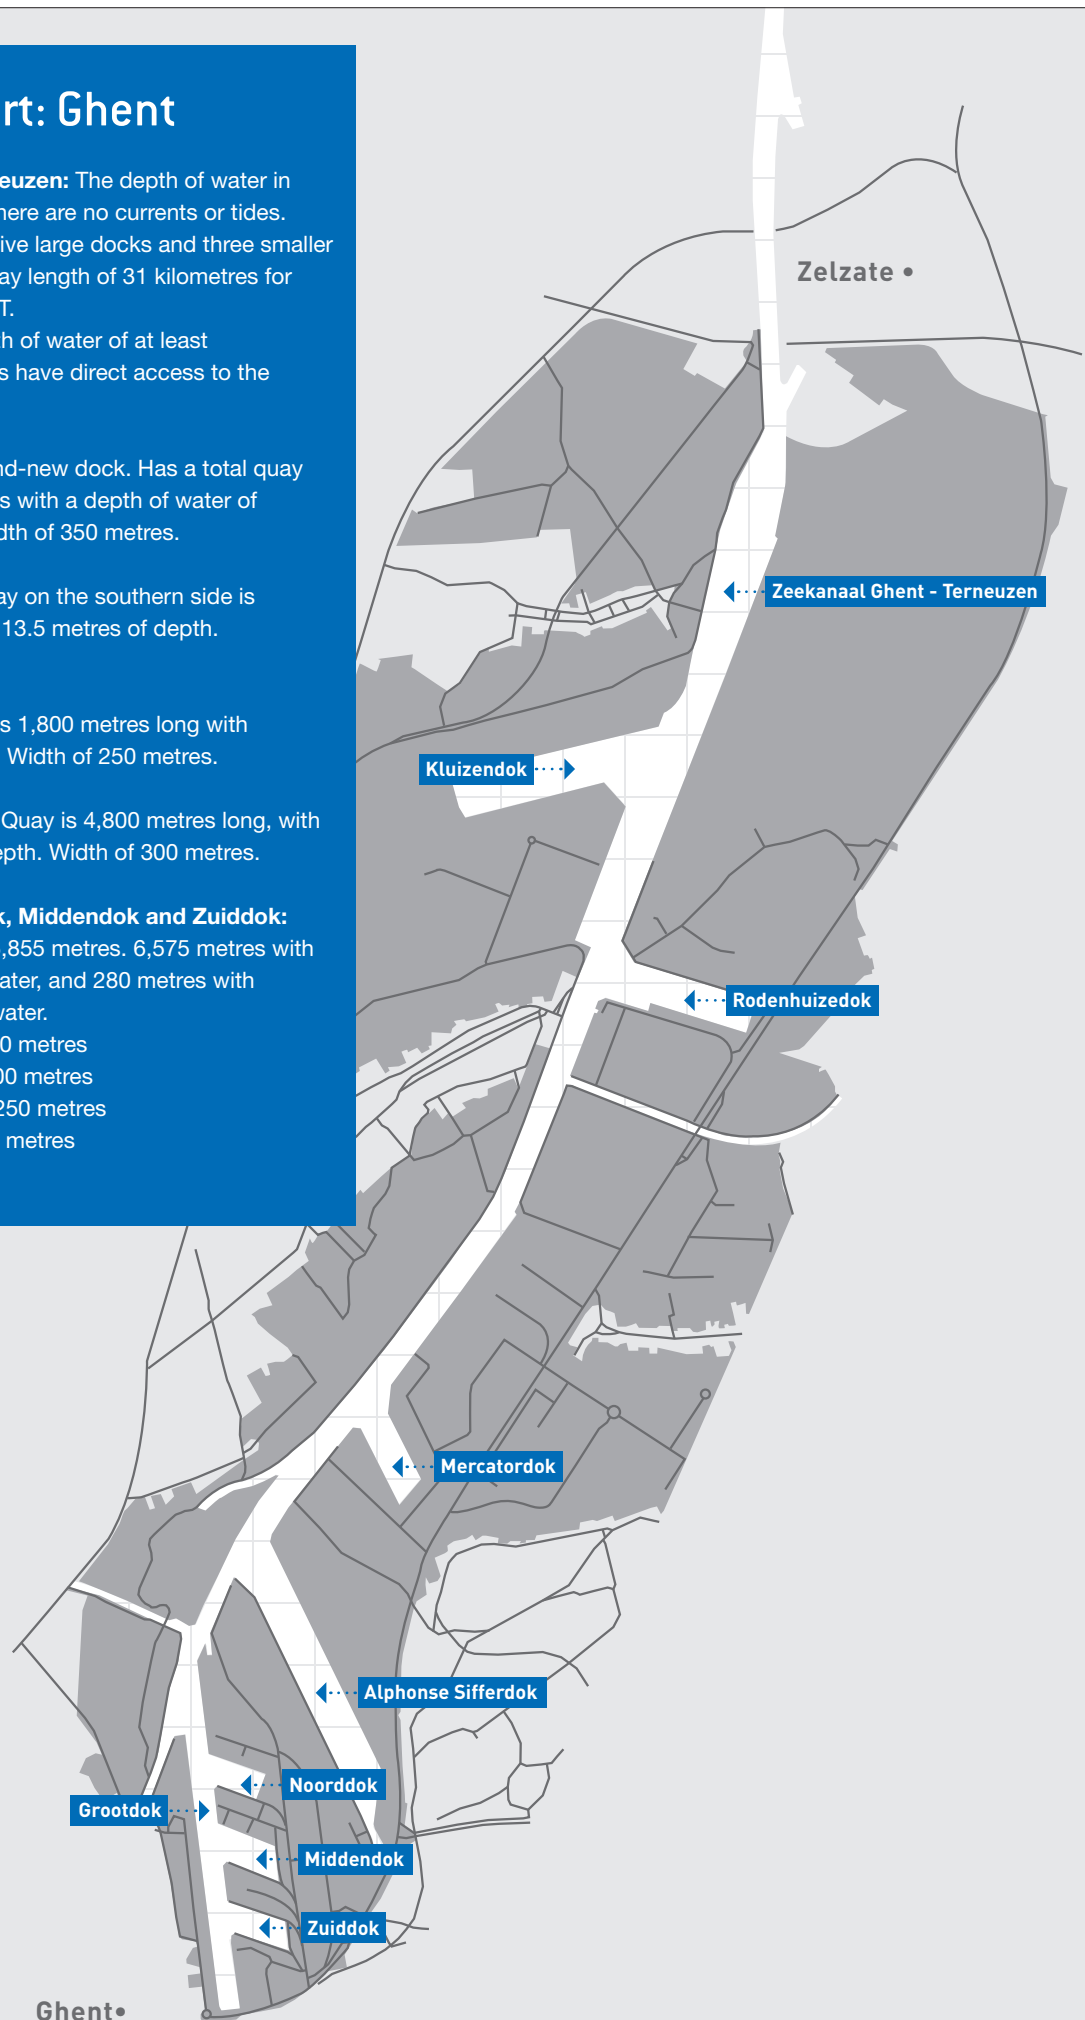 rt: Ghent
euzen: The depth of water in
here are no currents or tides.
ive large docks and three smaller
ay length of 31 kilometres for
T.
th of water of at least
s have direct access to the
nd-new dock. Has a total quay
s with a depth of water of
dth of 350 metres.
ay on the southern side is
13.5 metres of depth.
s 1,800 metres long with
Width of 250 metres.
Quay is 4,800 metres long, with
epth. Width of 300 metres.
k, Middendok and Zuiddok:
,855 metres. 6,575 metres with
ater, and 280 metres with
water.
0 metres
00 metres
250 metres
metres
Zelzate
Zeekanaal Ghent - Terneuzen
Kluizendok
Rodenhuizedok
Mercatordok
Alphonse Sifferdok
Noorddok
Grootdok
Middendok
Zuiddok
Ghent